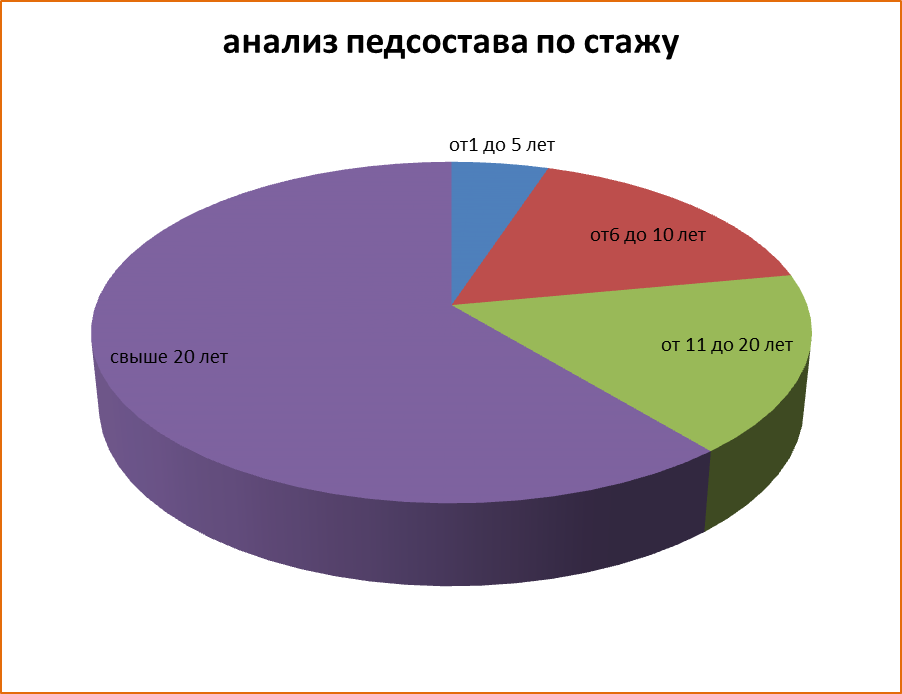 анализ педсостава по стажу
от1 до 5 лет
от6 до 10 лет
от 11 до 20 лет
свыше 20 лет